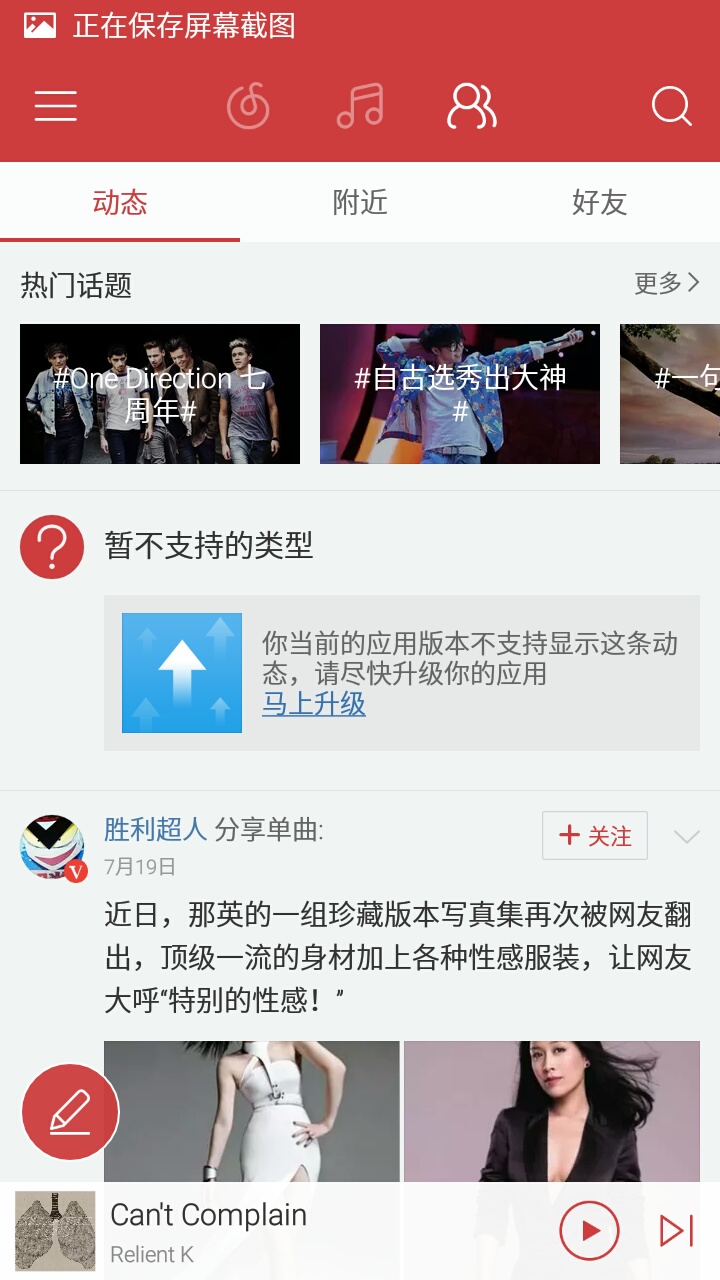 正在保存屏幕截图
动态
附近
好友
热门话题
更多
#One Direction 七
周年#
#自古选秀出大神
#
#一句
暂不支持的类型
你当前的应用版本不支持显示这条动
态，请尽快升级你的应用
马上升级
胜利超人 分享单曲:
关注
7月19日
V
近日，那英的一组珍藏版本写真集再次被网友翻
出，顶级一流的身材加上各种性感服装，让网友
大呼“特别的性感！”
Can't Complain
Relient K